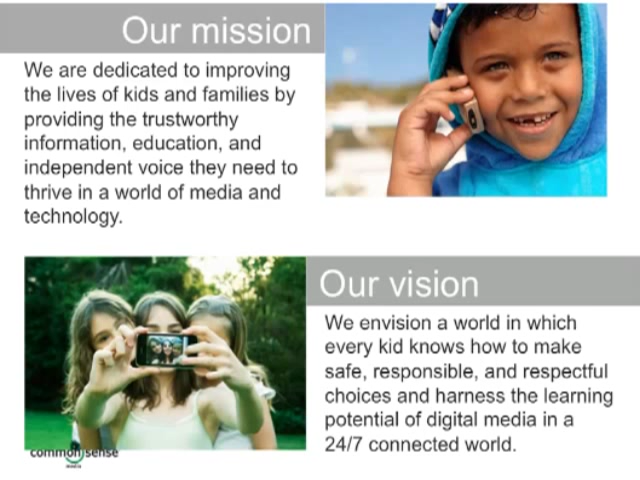 Our mission
We are dedicated to improving
the lives of kids and families by
providing the trustworthy
information, education, and
independent voice they need to
thrive in a world of media and
technology.
Our vision
We envision a world in which
every kid knows how to make
safe, responsible, and respectful
choices and harness the learning
potential of digital media in a
24/7 connected world.
common sense
media